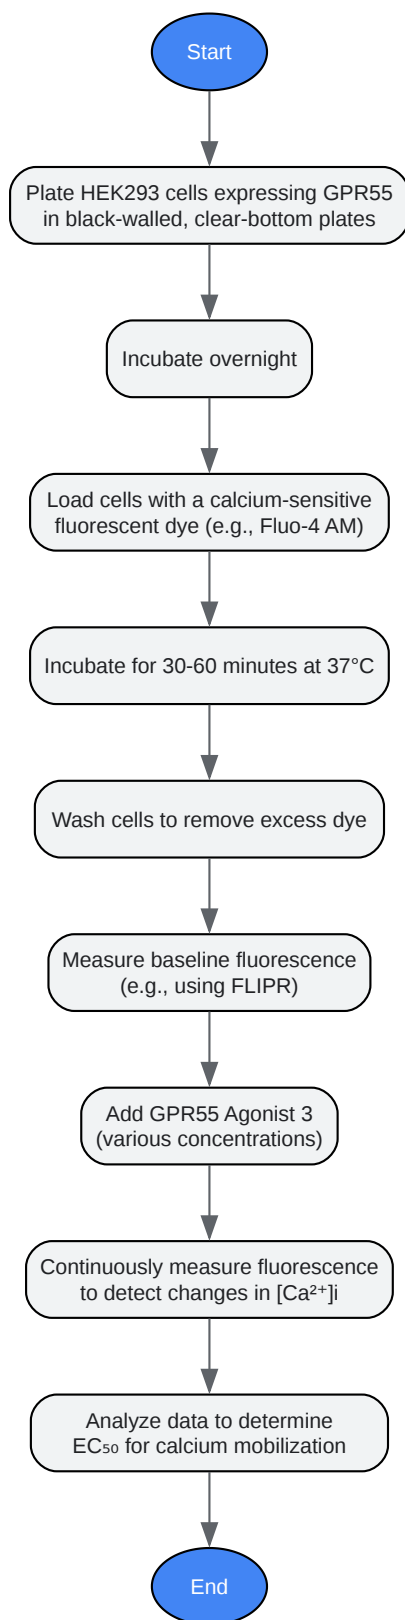 Start
Plate HEK293 cells expressing GPR55
in black-walled, clear-bottom plates
Incubate overnight
Load cells with a calcium-sensitive
fluorescent dye (e.g., Fluo-4 AM)
Incubate for 30-60 minutes at 37°C
Wash cells to remove excess dye
Measure baseline fluorescence
(e.g., using FLIPR)
Add GPR55 Agonist 3
(various concentrations)
Continuously measure fluorescence
to detect changes in [Ca²⁺]i
Analyze data to determine
EC₅₀ for calcium mobilization
End